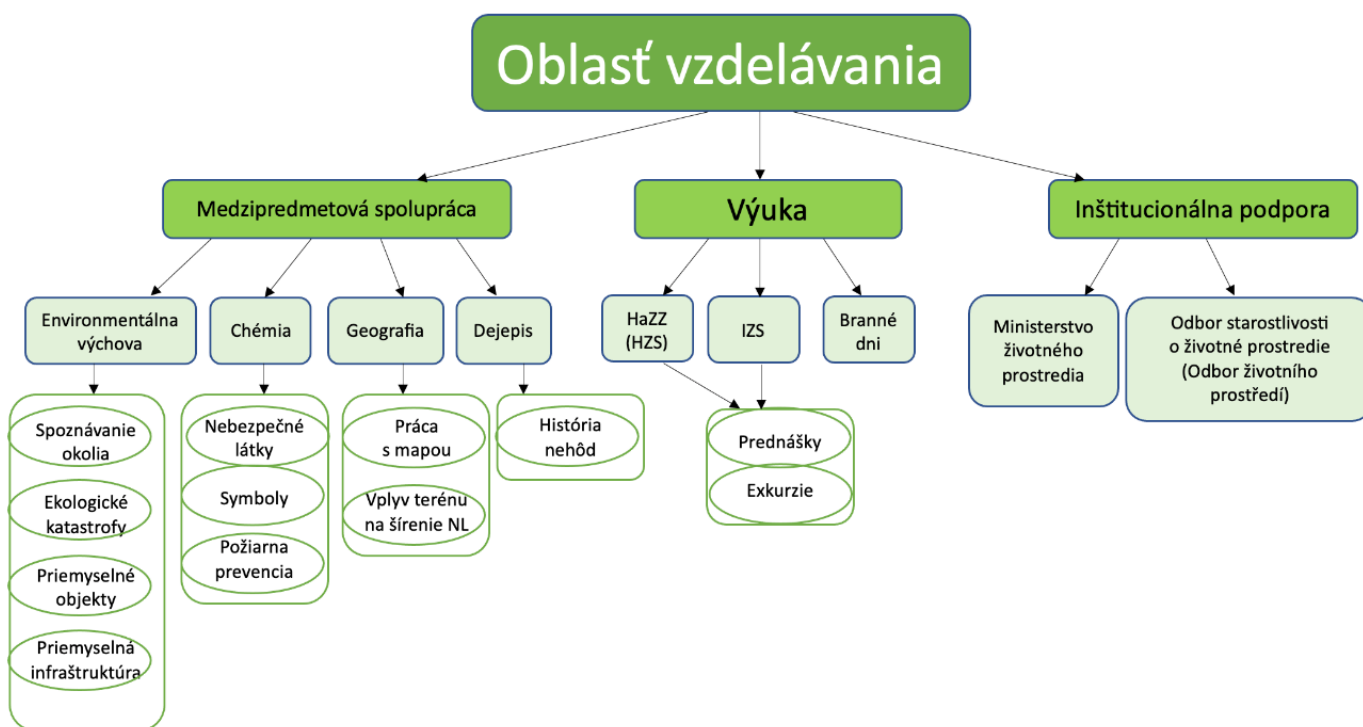 Oblasť vzdelávania
Medzipredmetová spolupráca
Výuka
Inštitucionálna podpora
Environmentálna
výchova
Chémia
Geografia
Dejepis
HaZZ
(HZS)
IZS
Branné
dni
Ministerstvo
životného
prostredia
Odbor starostlivosti
o životné prostredie
(Odbor životního
prostředí)
Spoznávanie
okolia
Ekologické
katastrofy
Priemyselné
objekty
Priemyselná
infraštruktúra
Nebezpečné
látky
Symboly
Požiarna
prevencia
Práca
s mapou
Vplyv terénu
na šírenie NL
História
nehôd
Prednášky
Exkurzie